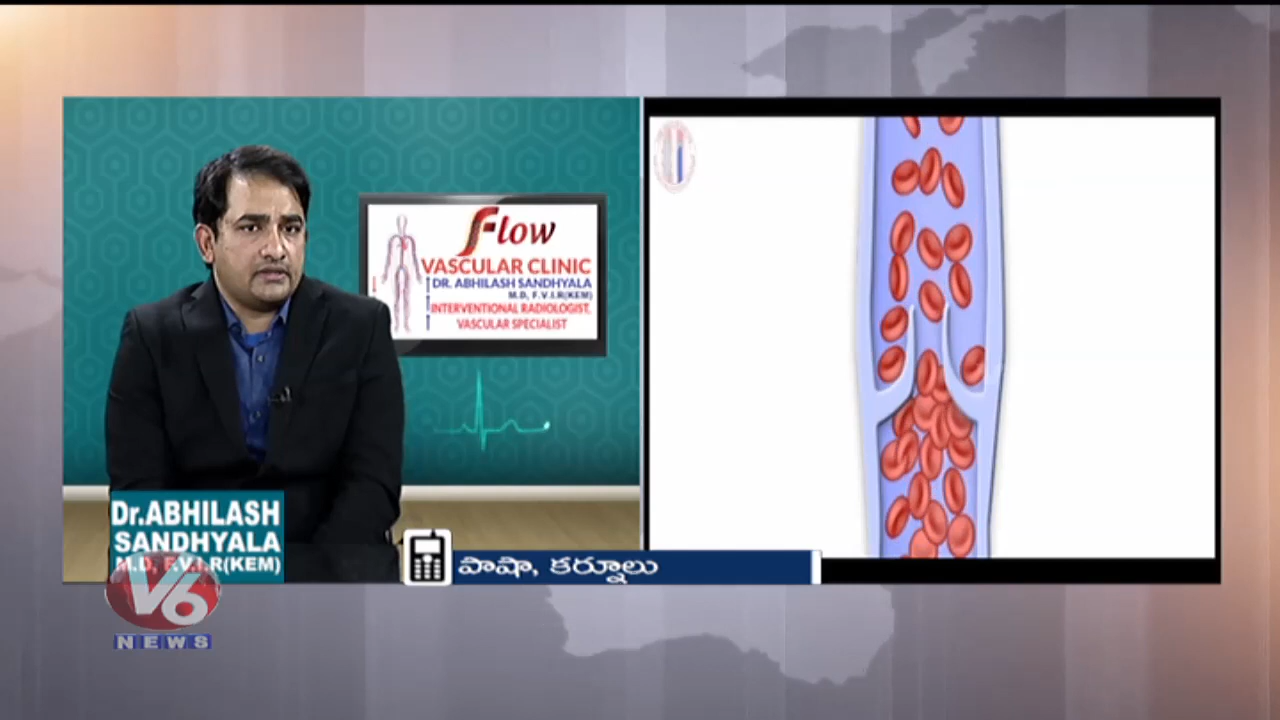 Flow
VASCULAR CLINIC
DR. ABHILASH SANDHYALA
M.D, F.V.I.R(KEM)
INTERVENTIONAL RADIOLOGIST,
VASCULAR SPECIALIST
Dr.ABHILASH
SANDHYALA
M.D, F.V.I.R(KEM)
పాషా, కర్నూలు
V6
NEWS